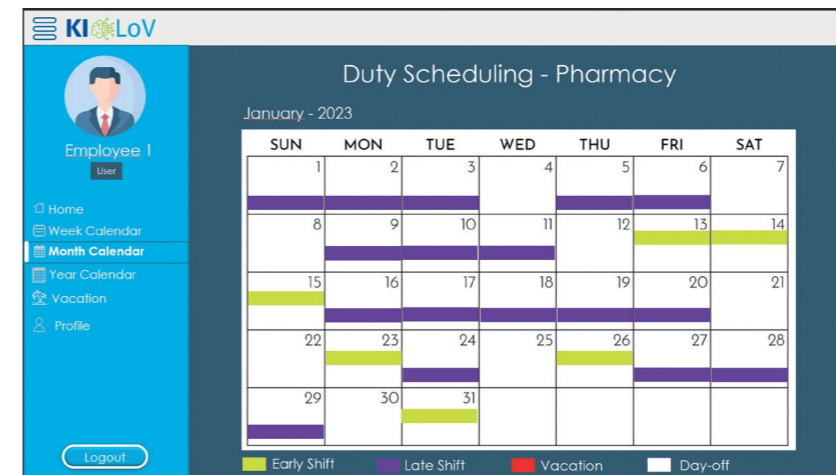 KI LoV
Duty Scheduling - Pharmacy
January - 2023
Employee 1
User
Home
Week Calendar
Month Calendar
Year Calendar
Vacation
Profile
Logout
SUN MON TUE WED THU FRI SAT
1 2 3 4 5 6 7
8 9 10 11 12 13 14
15 16 17 18 19 20 21
22 23 24 25 26 27 28
29 30 31
Early Shift Late Shift Vacation Day-off